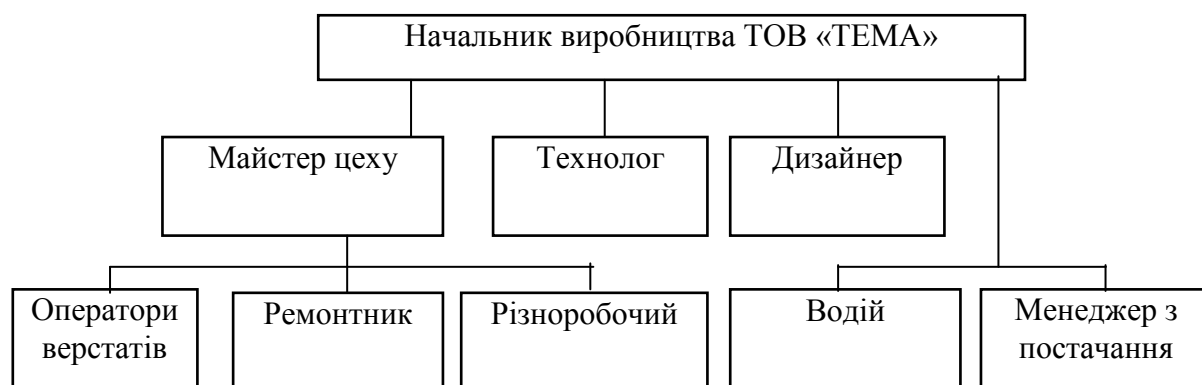 Начальник виробництва ТОВ «ТЕМА»
Майстер цеху
Технолог
Дизайнер
Оператори
верстатів
Ремонтник
Різноробочий
Водій
Менеджер з
постачання